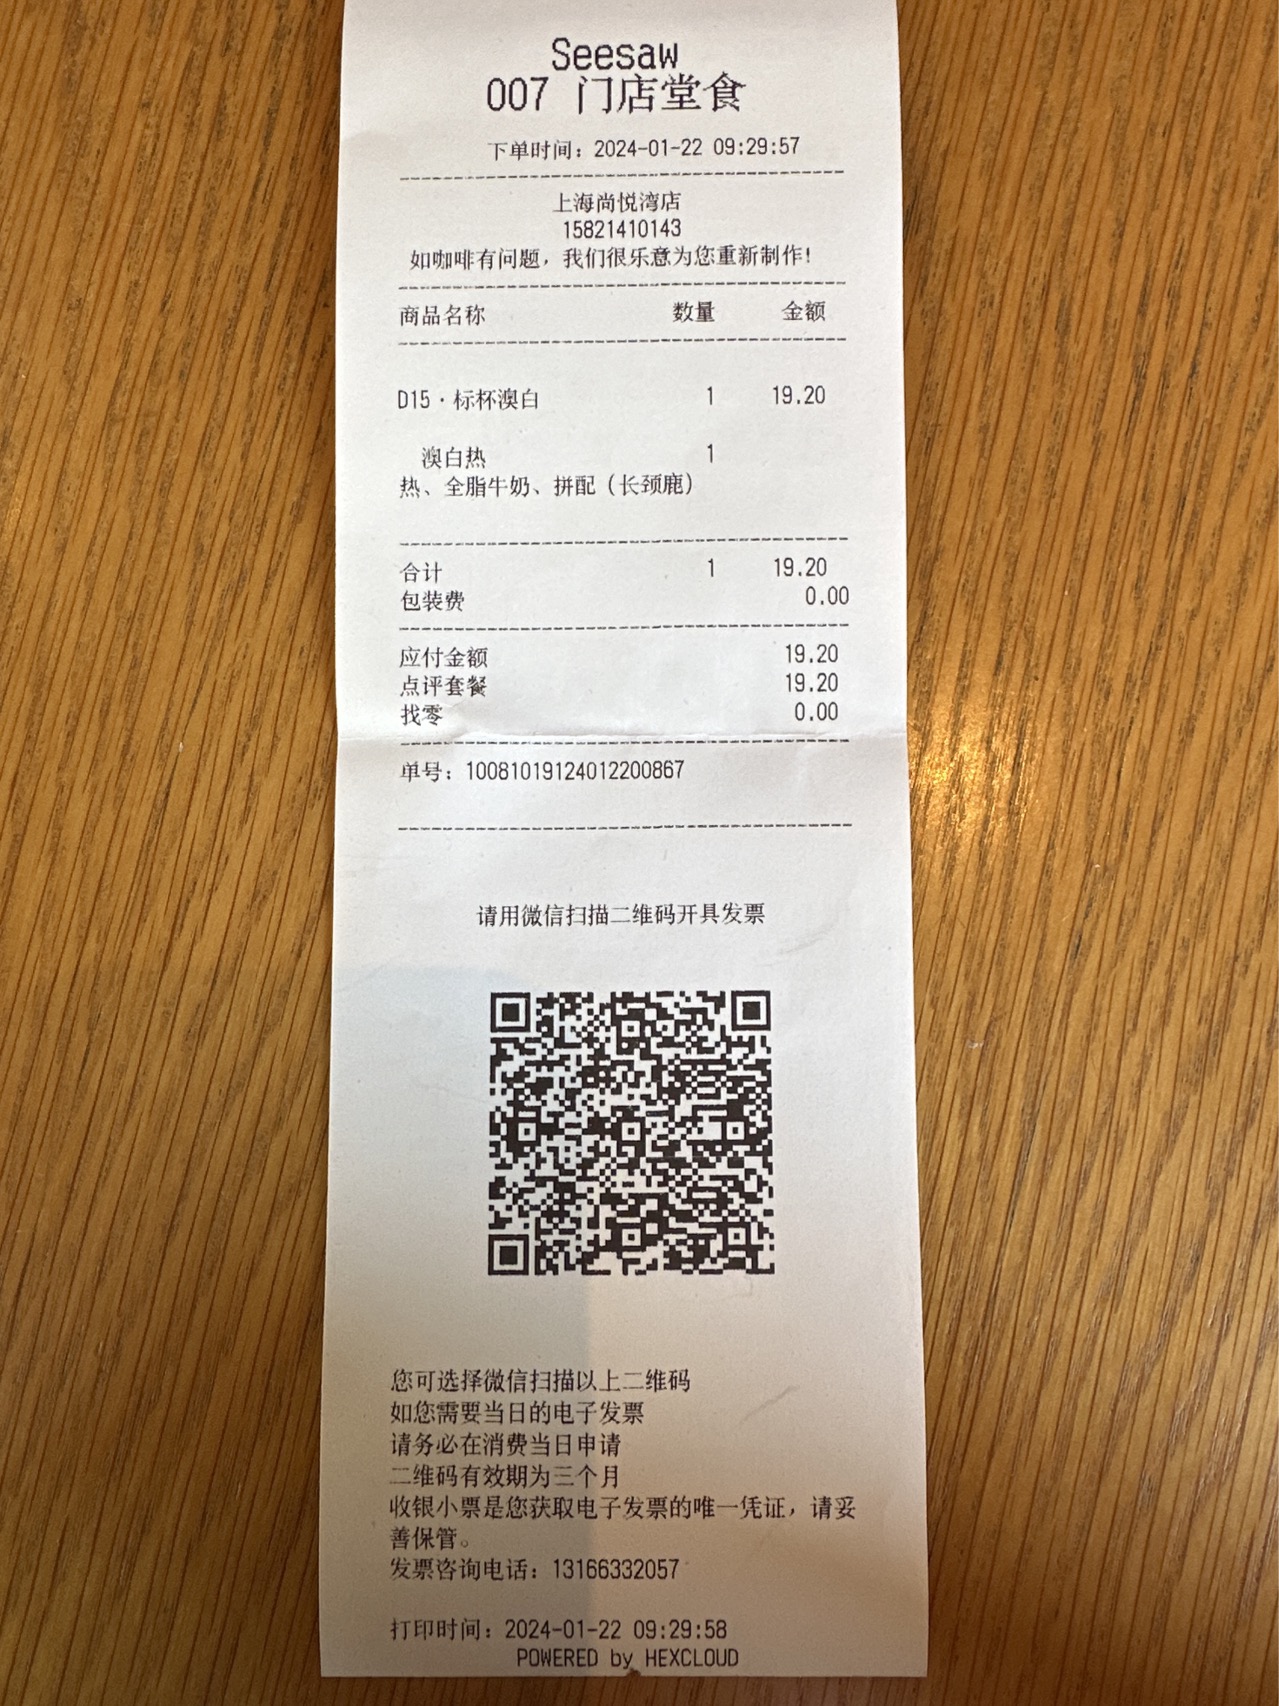 Seesaw
007 门店堂食
下单时间：2024-01-22 09:29:57
上海尚悦湾店
15821410143
如咖啡有问题，我们很乐意为您重新制作！
商品名称 数量 金额
D15·标杯澳白 1 19.20
澳白热 1
热、全脂牛奶、拼配（长颈鹿）
合计 1 19.20
包装费 0.00
应付金额 19.20
点评套餐 19.20
找零 0.00
单号：10081019124012200867
请用微信扫描二维码开具发票
您可选择微信扫描以上二维码
如您需要当日的电子发票
请务必在消费当日申请
二维码有效期为三个月
收银小票是您获取电子发票的唯一凭证，请妥
善保管。
发票咨询电话：13166332057
打印时间：2024-01-22 09:29:58
POWERED by HEXCLOUD